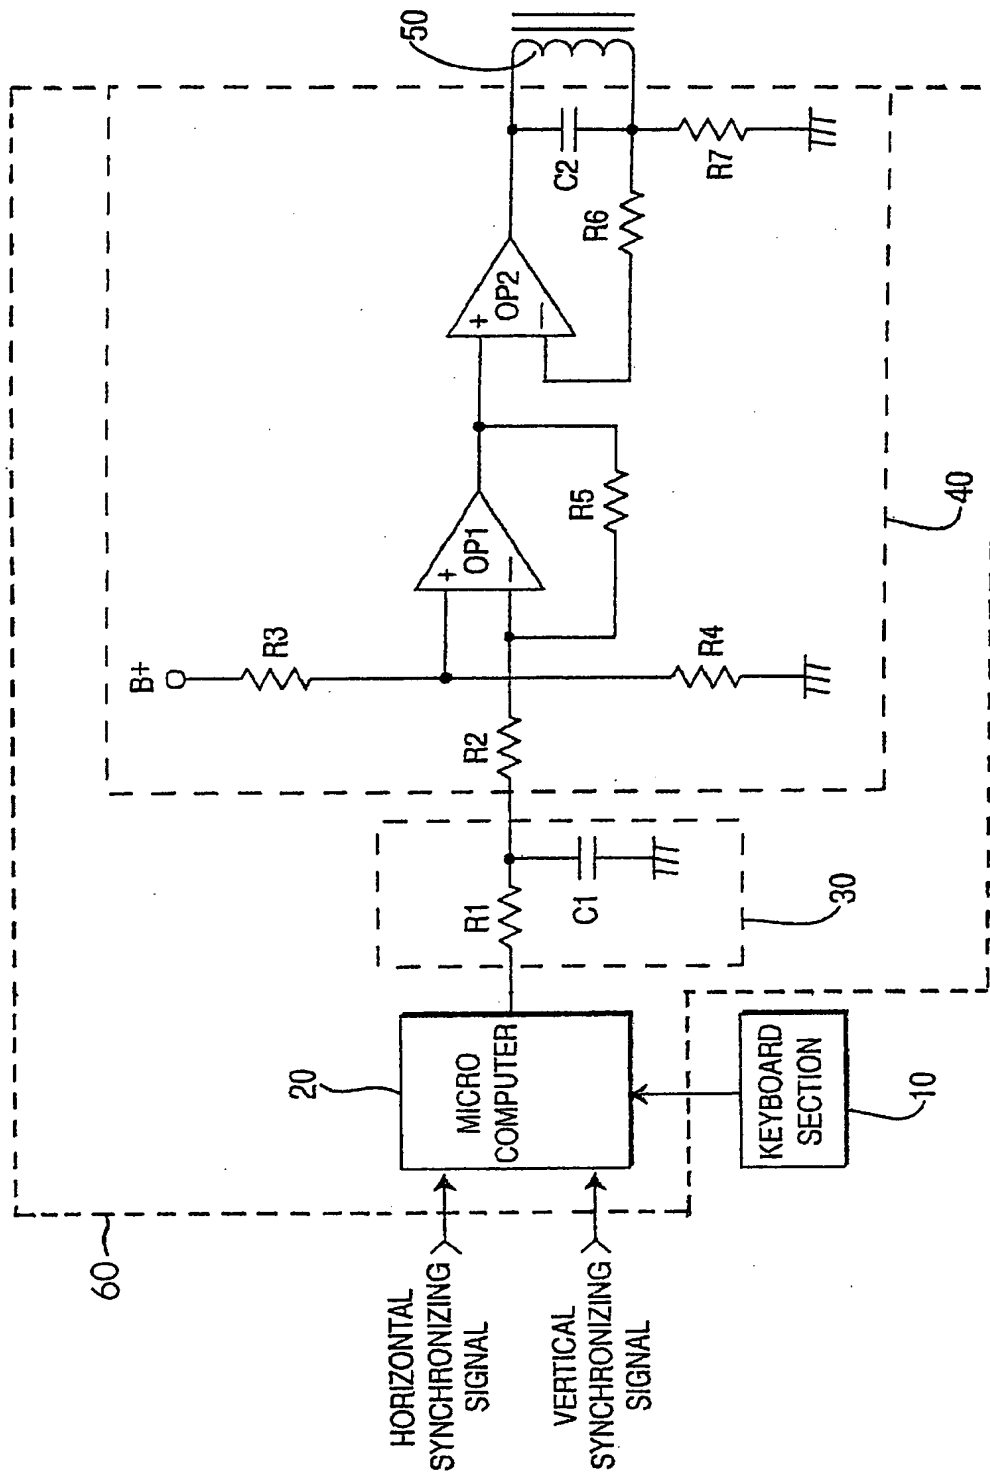 60
HORIZONTAL
SYNCHRONIZING
SIGNAL
VERTICAL
SYNCHRONIZING
SIGNAL
20
MICRO
COMPUTER
KEYBOARD
SECTION
10
R1
C1
30
R2
B+
R3
R4
+
OP1
−
R5
40
+
OP2
−
R6
C2
R7
50